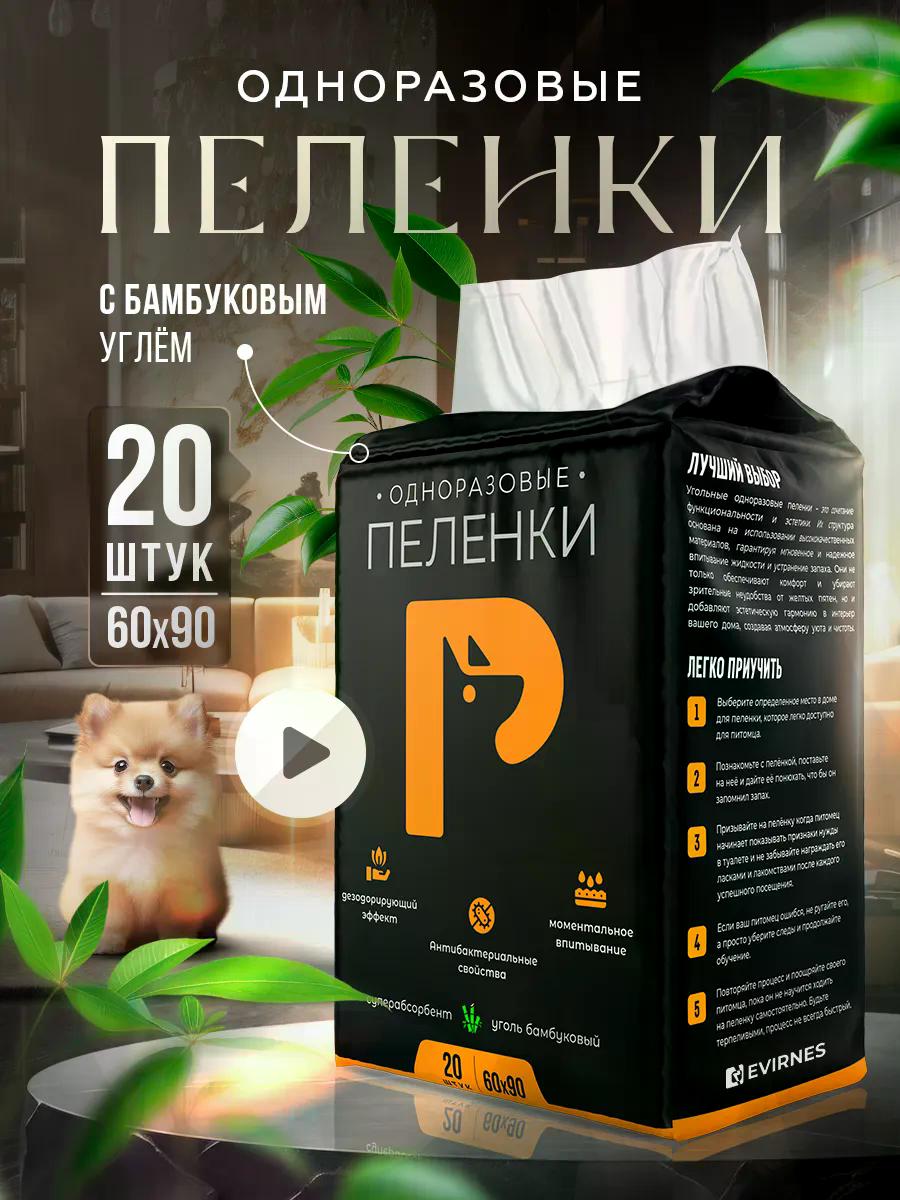 ОДНОРАЗОВЫЕ
ПЕЛЕНКИ
С БАМБУКОВЫМ
УГЛЁМ
20
ШТУК
60x90
• ОДНОРАЗОВЫЕ •
ПЕЛЕНКИ
P
дезодорирующий
эффект
Антибактериальные
свойства
моментальное
впитывание
суперабсорбент
уголь бамбуковый
20
ШТУК
60x90
ЛУЧШИЙ ВЫБОР
Угольные одноразовые пеленки - это сочетание
функциональности и эстетики. Их структура
основана на использовании высококачественных
материалов, гарантируя мгновенное и надежное
впитывание жидкости и устранение запаха. Они не
только обеспечивают комфорт и убирают
зрительные неудобства от желтых пятен, но и
добавляют эстетическую гармонию в интерьер
вашего дома, создавая атмосферу уюта и чистоты.
ЛЕГКО ПРИУЧИТЬ
1
Выберите определенное место в доме
для пеленки, которое легко доступно
для питомца.
2
Познакомьте с пелёнкой, поставьте
на неё и дайте её понюхать, что бы он
запомнил запах.
3
Призывайте на пелёнку когда питомец
начинает показывать признаки нужды
в туалете и не забывайте награждать его
ласками и лакомствами после каждого
успешного посещения.
4
Если ваш питомец ошибся, не ругайте его,
а просто уберите следы и продолжайте
обучение.
5
Повторяйте процесс и поощряйте своего
питомца, пока он не научится ходить
на пеленку самостоятельно. Будьте
терпеливыми, процесс не всегда быстрый.
EVIRNES